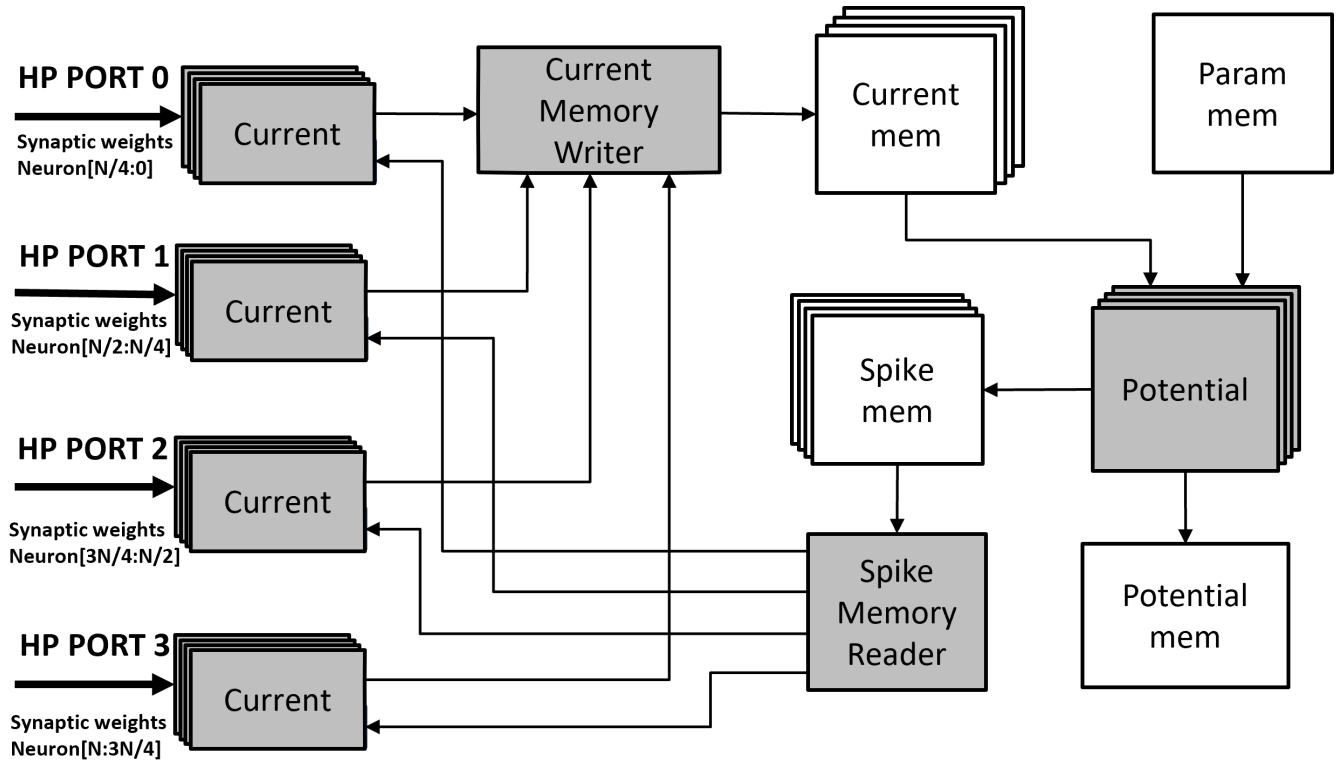 HP PORT 0
Synaptic weights
Neuron[N/4:0]
Current
Current
Memory
Writer
Current
mem
Param
mem
HP PORT 1
Synaptic weights
Neuron[N/2:N/4]
Current
Spike
mem
Potential
HP PORT 2
Synaptic weights
Neuron[3N/4:N/2]
Current
Spike
Memory
Reader
Potential
mem
HP PORT 3
Synaptic weights
Neuron[N:3N/4]
Current